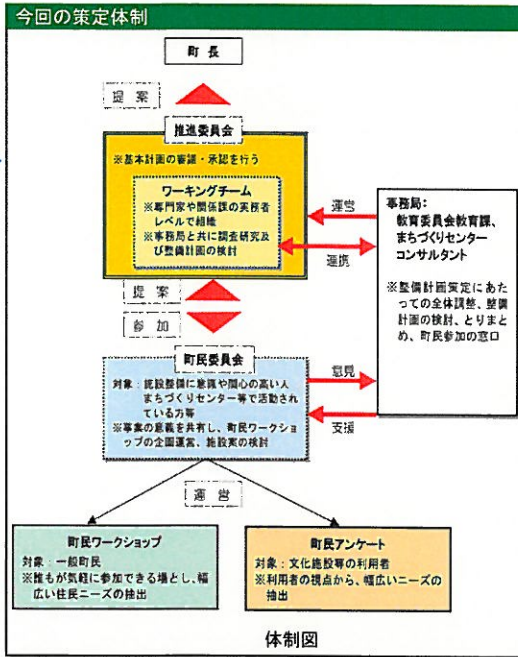 今回の策定体制
町 長
提 案
推進委員会
※基本計画の審議・承認を行う
ワーキングチーム
※専門家や関係課の実務者
レベルで組織
※事務局と共に調査研究及
び整備計画の検討
運営
連携
事務局：
教育委員会教育課、
まちづくりセンター
コンサルタント
※整備計画策定にあた
っての全体調整、整備
計画の検討、とりまと
め、町民参加の窓口
提 案
参 加
町民委員会
対象：施設整備に意識や関心の高い人
まちづくりセンター等で活動され
ている方等
※事業の意義を共有し、町民ワークショ
ップの企画運営、施設案の検討
意見
支援
運 営
町民ワークショップ
対象：一般町民
※誰もが気軽に参加できる場とし、幅
広い住民ニーズの抽出
町民アンケート
対象：文化施設等の利用者
※利用者の視点から、幅広いニーズの
抽出
体制図